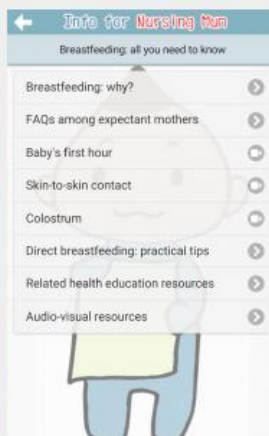 Info for Nursing Mum
Breastfeeding: all you need to know
Breastfeeding: why?
FAQs among expectant mothers
Baby's first hour
Skin-to-skin contact
Colostrum
Direct breastfeeding: practical tips
Related health education resources
Audio-visual resources